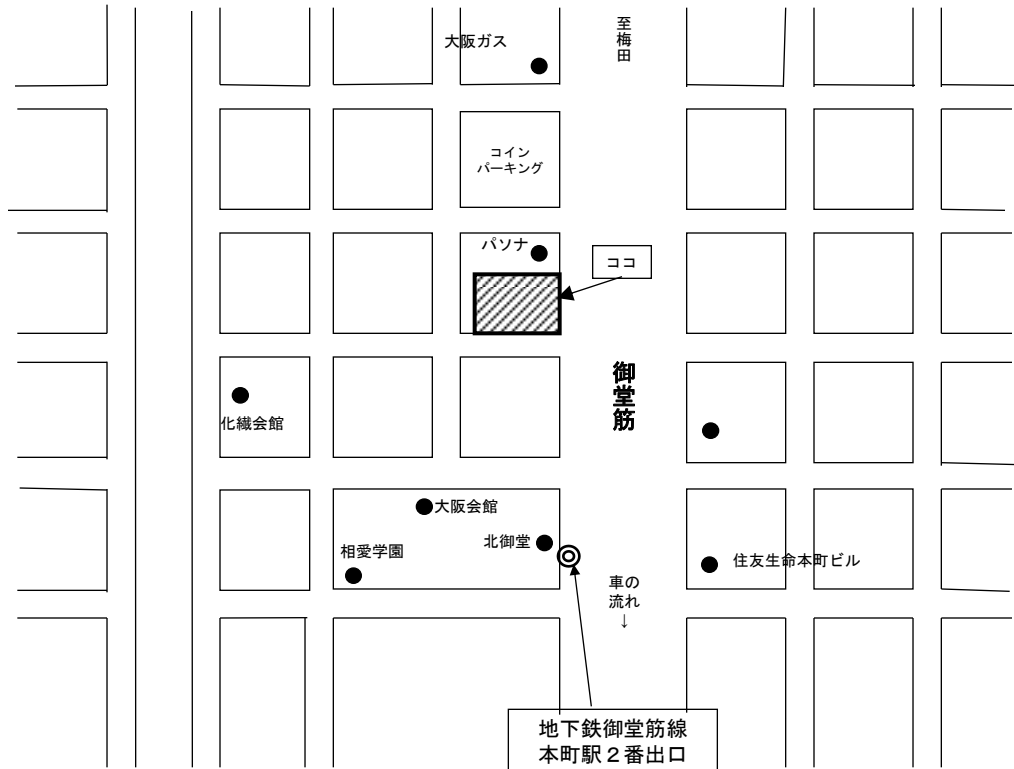 大阪ガス
至梅田
コイン
パーキング
パソナ
ココ
御堂筋
化繊会館
大阪会館
北御堂
相愛学園
住友生命本町ビル
車の
流れ
↓
地下鉄御堂筋線
本町駅２番出口